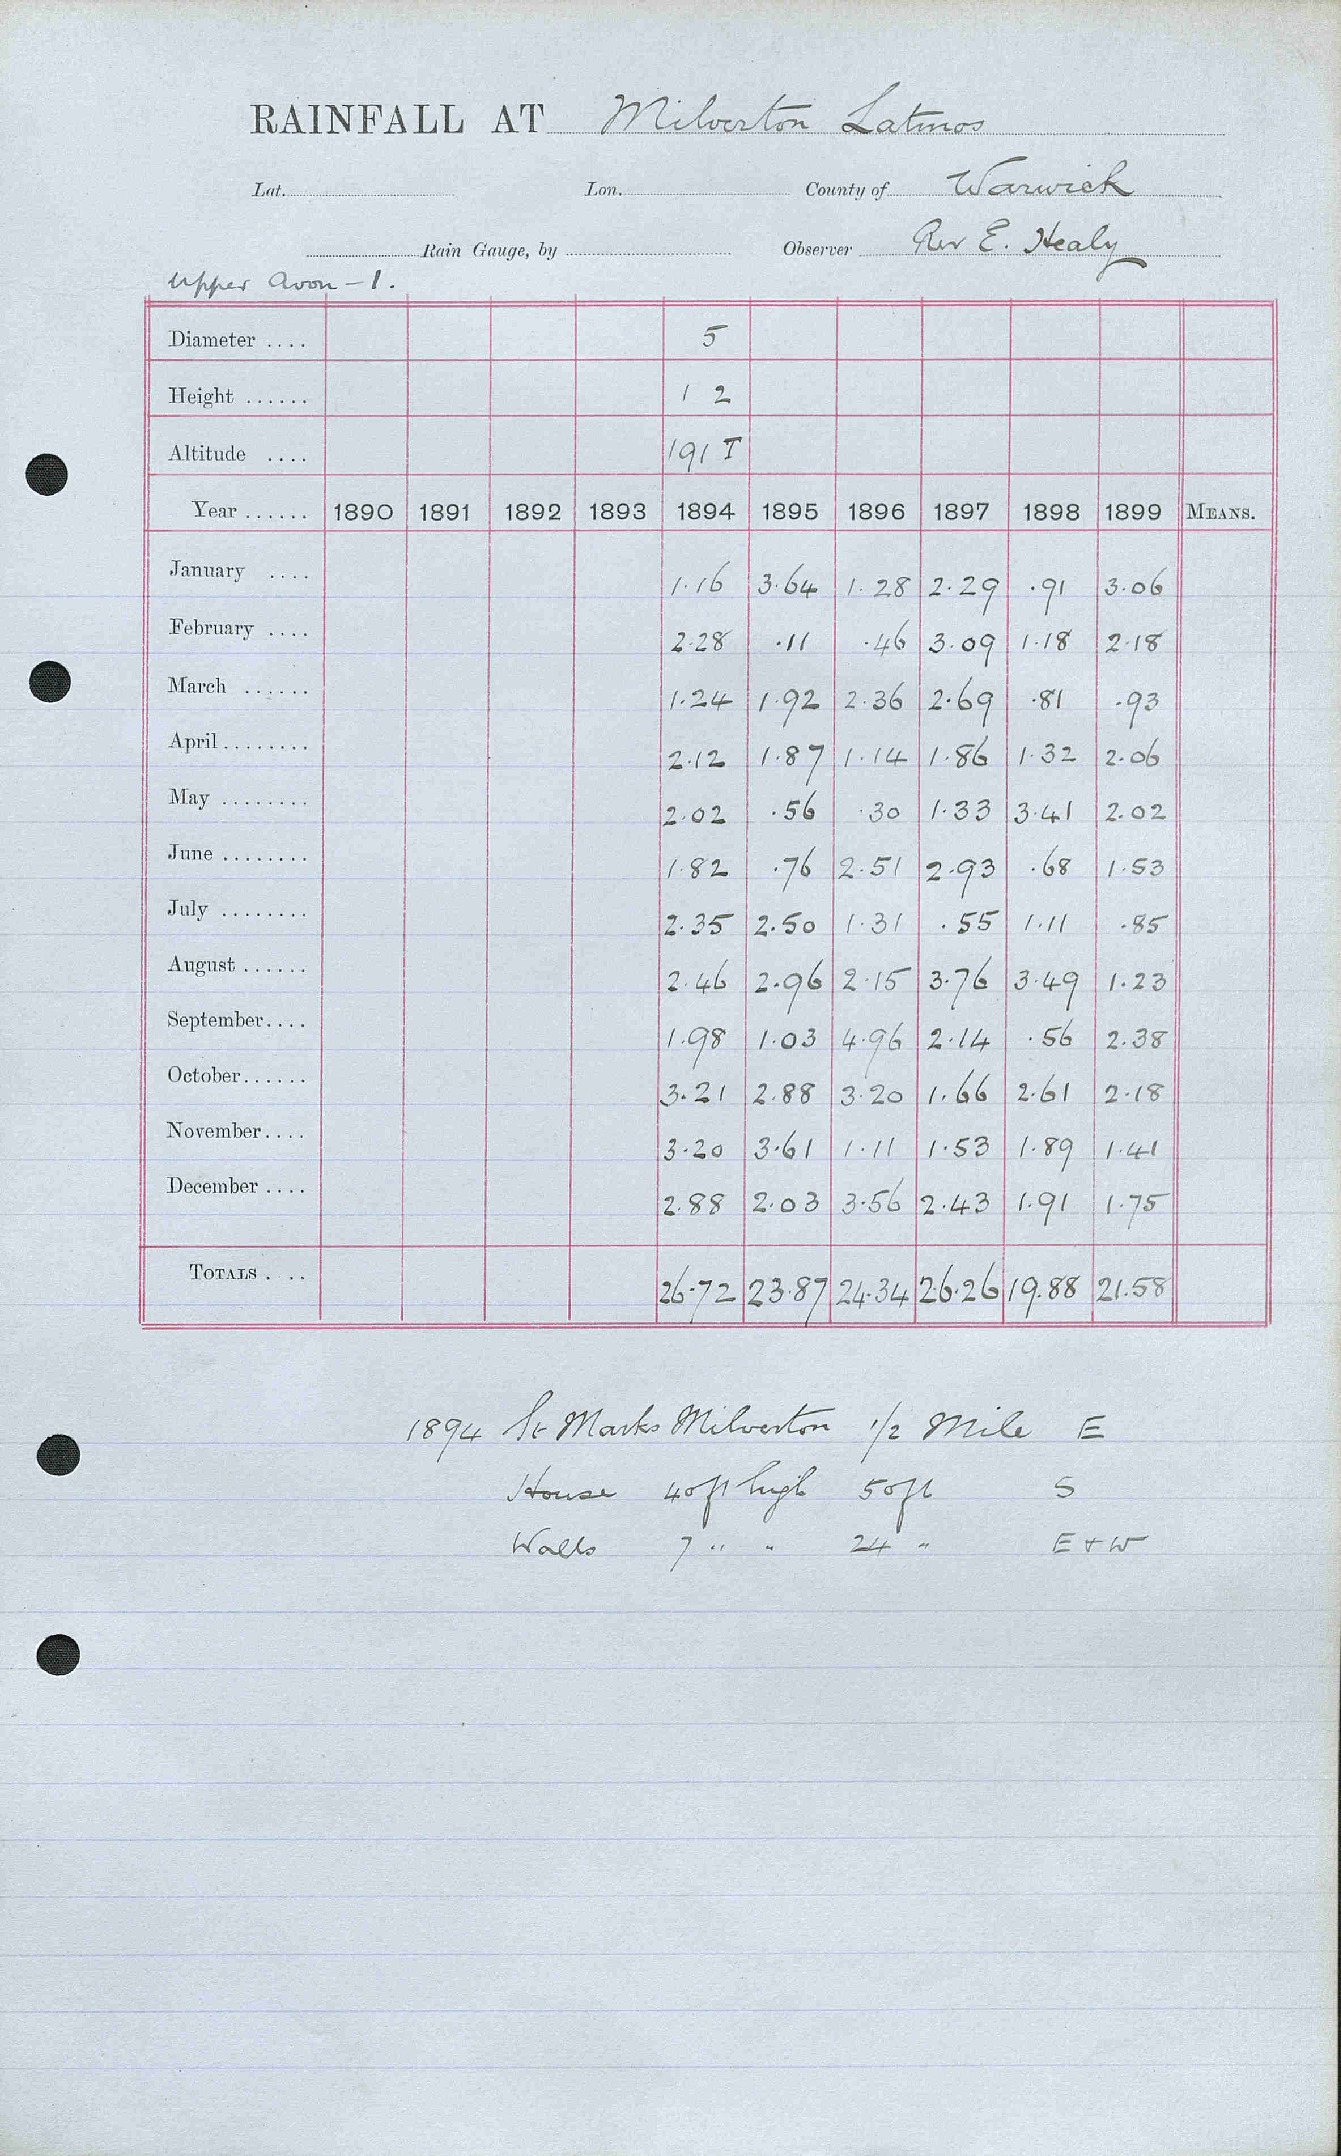 RAINFALL AT Milverton Latmos
Lat. Lon. County of Warwick
Rain Gauge, by Observer Rev E. Healy
Upper Avon - 1.
Diameter .... 5
Height ...... 1 2
Altitude .... 191 T
Year ...... 1890 1891 1892 1893 1894 1895 1896 1897 1898 1899 MEANS.
January .... 1.16 3.64 1.28 2.29 .91 3.06
February .... 2.28 .11 .46 3.09 1.18 2.18
March ...... 1.24 1.92 2.36 2.69 .81 .93
April ........ 2.12 1.87 1.14 1.86 1.32 2.06
May ........ 2.02 .56 .30 1.33 3.41 2.02
June ........ 1.82 .76 2.51 2.93 .68 1.53
July ........ 2.35 2.50 1.31 .55 1.11 .85
August ...... 2.46 2.96 2.15 3.76 3.49 1.23
September.... 1.98 1.03 4.96 2.14 .56 2.38
October...... 3.21 2.88 3.20 1.66 2.61 2.18
November.... 3.20 3.61 1.11 1.53 1.89 1.41
December .... 2.88 2.03 3.56 2.43 1.91 1.75
TOTALS . .. 26.72 23.87 24.34 26.26 19.88 21.58
1894 St Marks Milverton 1/2 Mile E
House 40ft high 50ft S
Walls 7 " " 24 " E + W